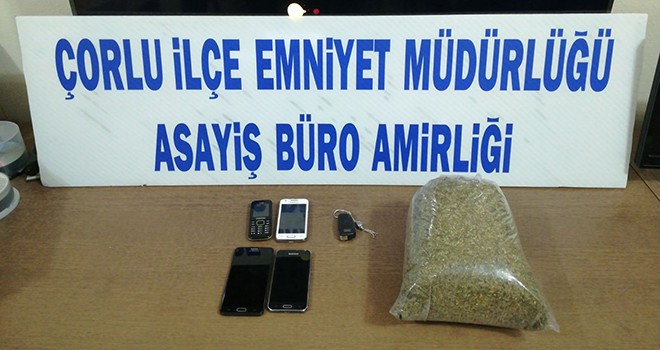 ÇORLU İLÇE EMNİYET MÜDÜRLÜĞÜ
ASAYİŞ BÜRO AMİRLİĞİ